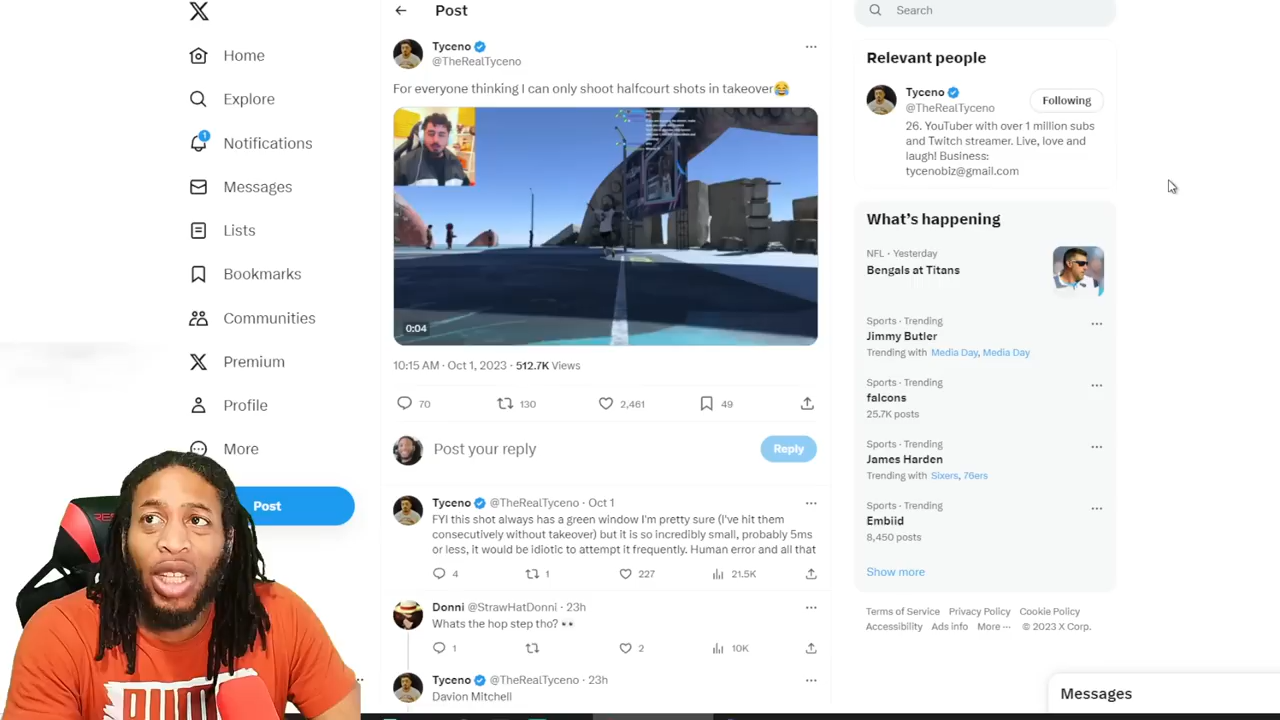 Post
Search
Home
Explore
1
Notifications
Messages
Lists
Bookmarks
Communities
Premium
Profile
More
Post
Tyceno
@TheRealTyceno
For everyone thinking I can only shoot halfcourt shots in takeover😂
0:04
10:15 AM · Oct 1, 2023 · 512.7K Views
70 130 2,461 49
Post your reply
Reply
Tyceno @TheRealTyceno · Oct 1
FYI this shot always has a green window I'm pretty sure (I've hit them
consecutively without takeover) but it is so incredibly small, probably 5ms
or less, it would be idiotic to attempt it frequently. Human error and all that
4 1 227 21.5K
Donni @StrawHatDonni · 23h
Whats the hop step tho? 👀
1 2 10K
Tyceno @TheRealTyceno · 23h
Davion Mitchell
Relevant people
Tyceno
@TheRealTyceno
Following
26. YouTuber with over 1 million subs
and Twitch streamer. Live, love and
laugh! Business:
tycenobiz@gmail.com
What's happening
NFL · Yesterday
Bengals at Titans
Sports · Trending
Jimmy Butler
Trending with Media Day, Media Day
Sports · Trending
falcons
25.7K posts
Sports · Trending
James Harden
Trending with Sixers, 76ers
Sports · Trending
Embiid
8,450 posts
Show more
Terms of Service Privacy Policy Cookie Policy
Accessibility Ads info More ··· © 2023 X Corp.
Messages